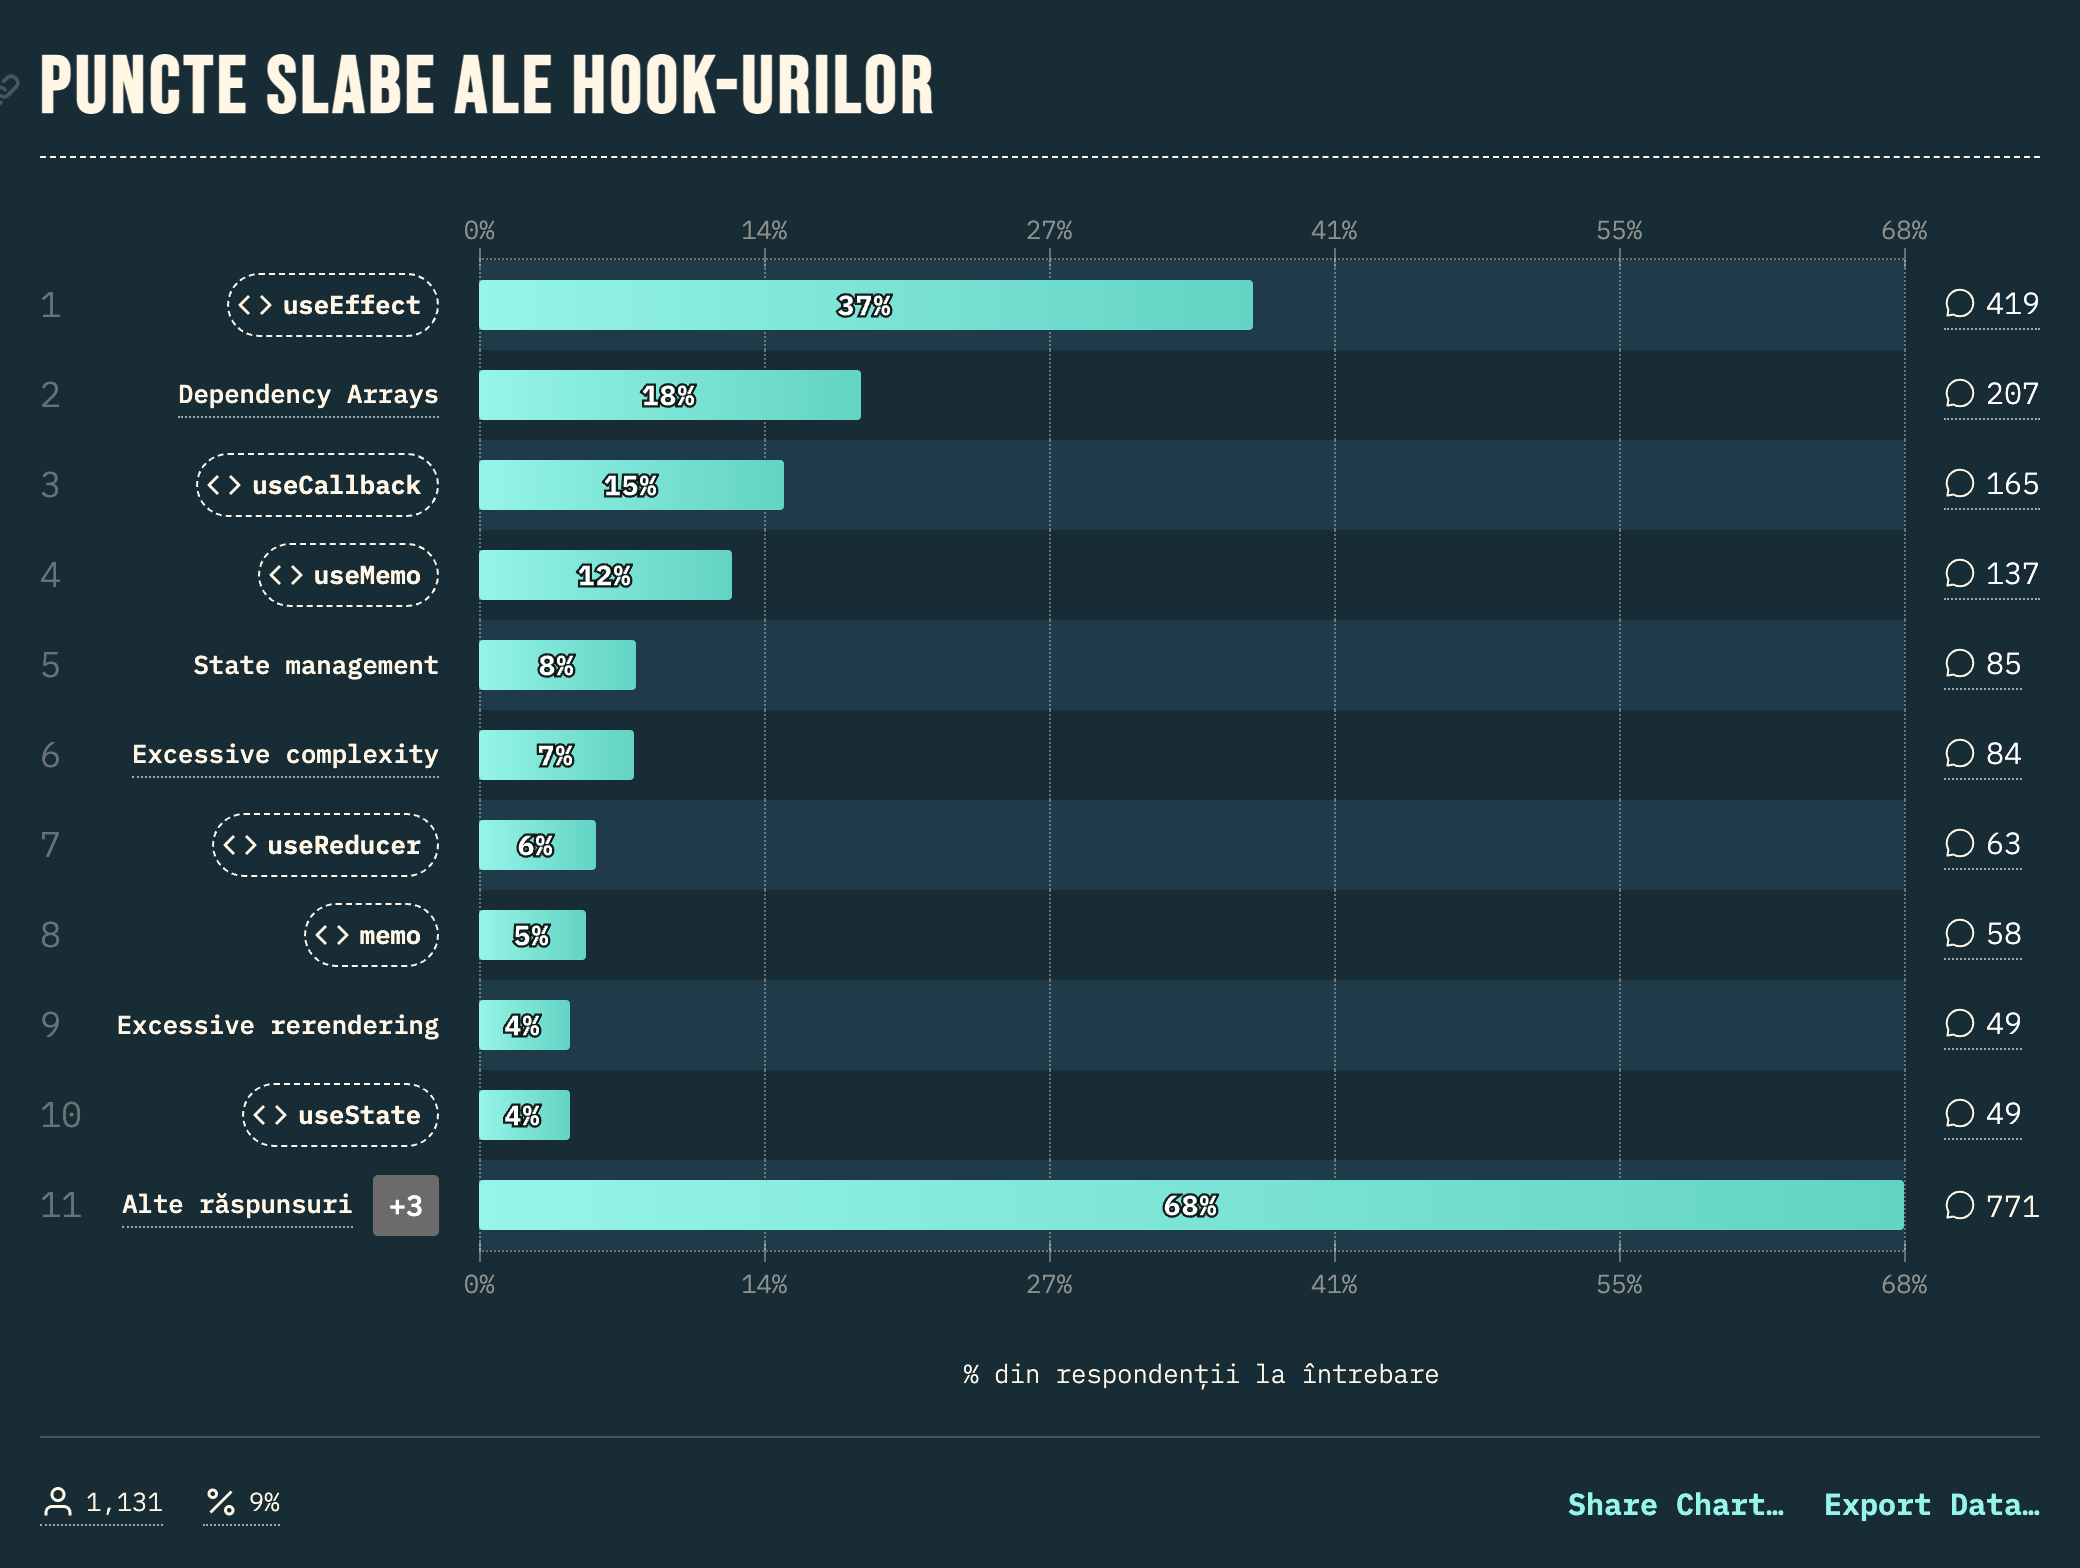 PUNCTE SLABE ALE HOOK-URILOR
0% 14% 27% 41% 55% 68%
1 <> useEffect 37% 419
2 Dependency Arrays 18% 207
3 <> useCallback 15% 165
4 <> useMemo 12% 137
5 State management 8% 85
6 Excessive complexity 7% 84
7 <> useReducer 6% 63
8 <> memo 5% 58
9 Excessive rerendering 4% 49
10 <> useState 4% 49
11 Alte răspunsuri +3 68% 771
0% 14% 27% 41% 55% 68%
% din respondenții la întrebare
1,131 % 9% Share Chart… Export Data…